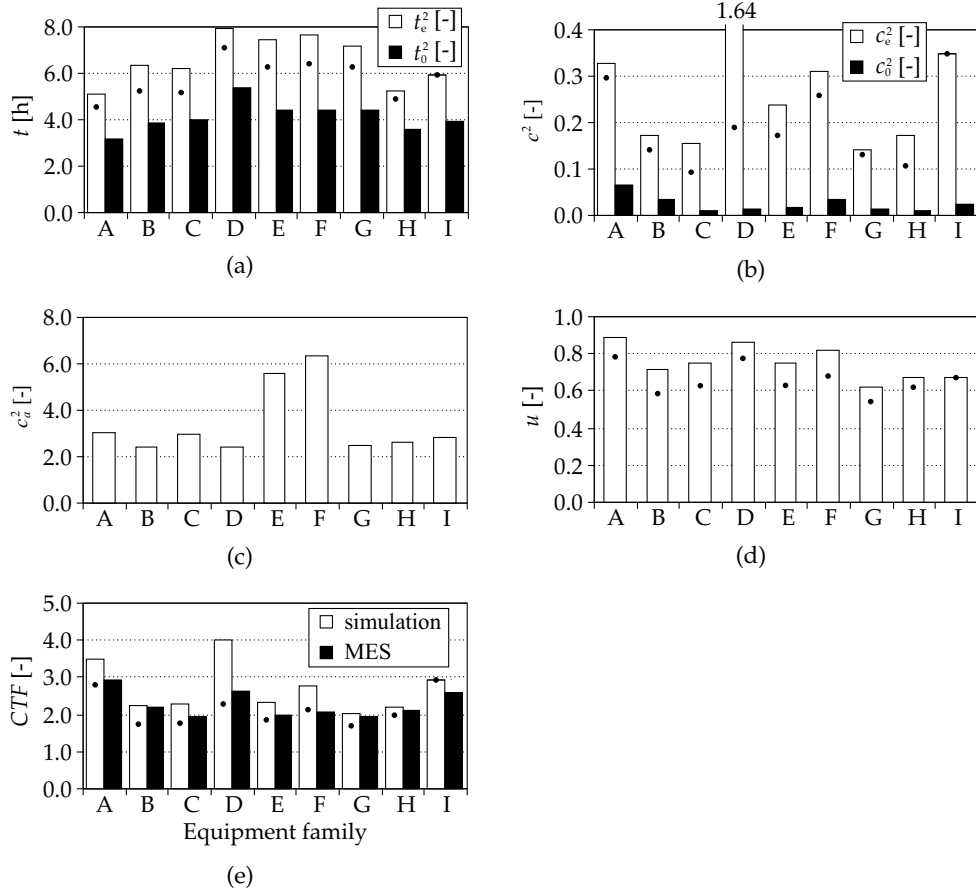 8.0
6.0
4.0
2.0
0.0
t [h]
t_e^2 [-]
t_0^2 [-]
A B C D E F G H I
(a)
1.64
0.4
0.3
0.2
0.1
0.0
c^2 [-]
c_e^2 [-]
c_0^2 [-]
A B C D E F G H I
(b)
8.0
6.0
4.0
2.0
0.0
c_a^2 [-]
A B C D E F G H I
(c)
1.0
0.8
0.6
0.4
0.2
0.0
u [-]
A B C D E F G H I
(d)
5.0
4.0
3.0
2.0
1.0
0.0
CTF [-]
simulation
MES
A B C D E F G H I
Equipment family
(e)